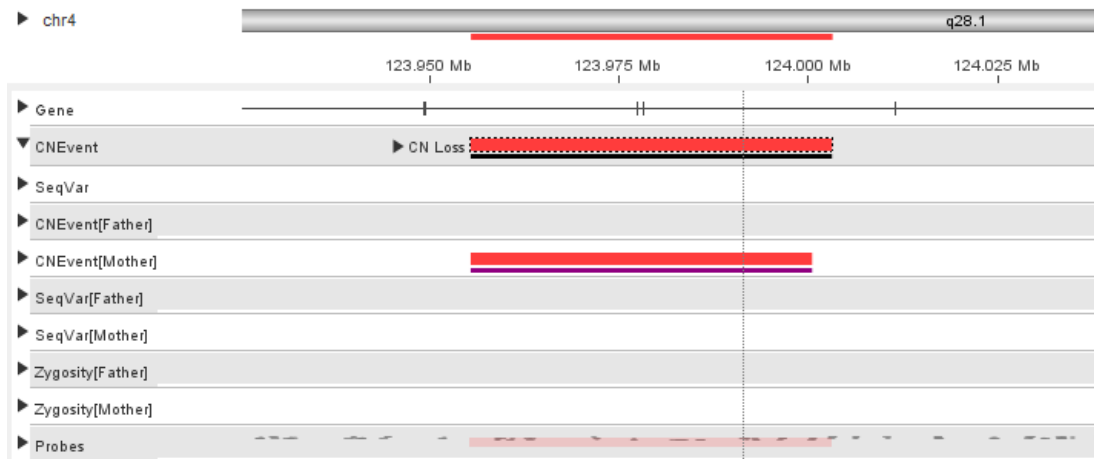 chr4
q28.1
123.950 Mb 123.975 Mb 124.000 Mb 124.025 Mb
Gene
CNEvent
CN Loss
SeqVar
CNEvent[Father]
CNEvent[Mother]
SeqVar[Father]
SeqVar[Mother]
Zygosity[Father]
Zygosity[Mother]
Probes